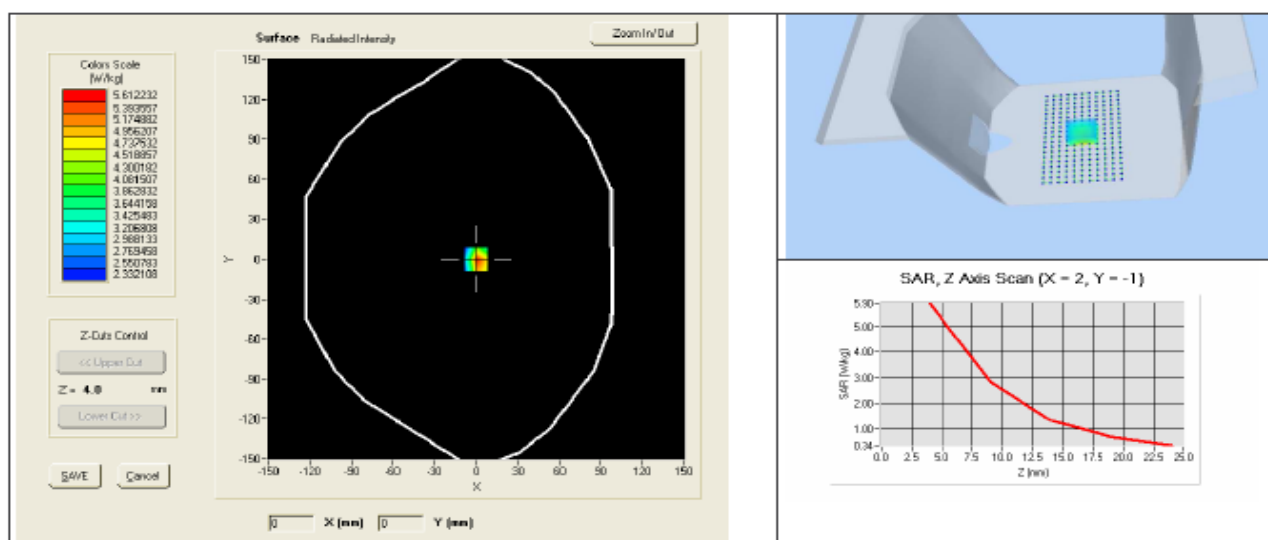 Surface Radiated Intensity
Zoom In/Out
Colors Scale
[W/kg]
5.612232
5.393557
5.174882
4.956207
4.737532
4.518857
4.300182
4.081507
3.862832
3.644158
3.425483
3.206808
2.988133
2.769458
2.550783
2.332108
Z-Cuts Control
<< Upper Cut
Z = 4.0 mm
Lower Cut >>
SAVE Cancel
150
120
90
60
30
0
-30
-60
-90
-120
-150
Y
-150 -120 -90 -60 -30 0 30 60 90 120 150
X
0 X (mm) 0 Y (mm)
SAR, Z Axis Scan (X = 2, Y = -1)
5.90
5.00
4.00
3.00
2.00
1.00
0.34
SAR (W/kg)
0.0 2.5 5.0 7.5 10.0 12.5 15.0 17.5 20.0 22.5 25.0
Z (mm)